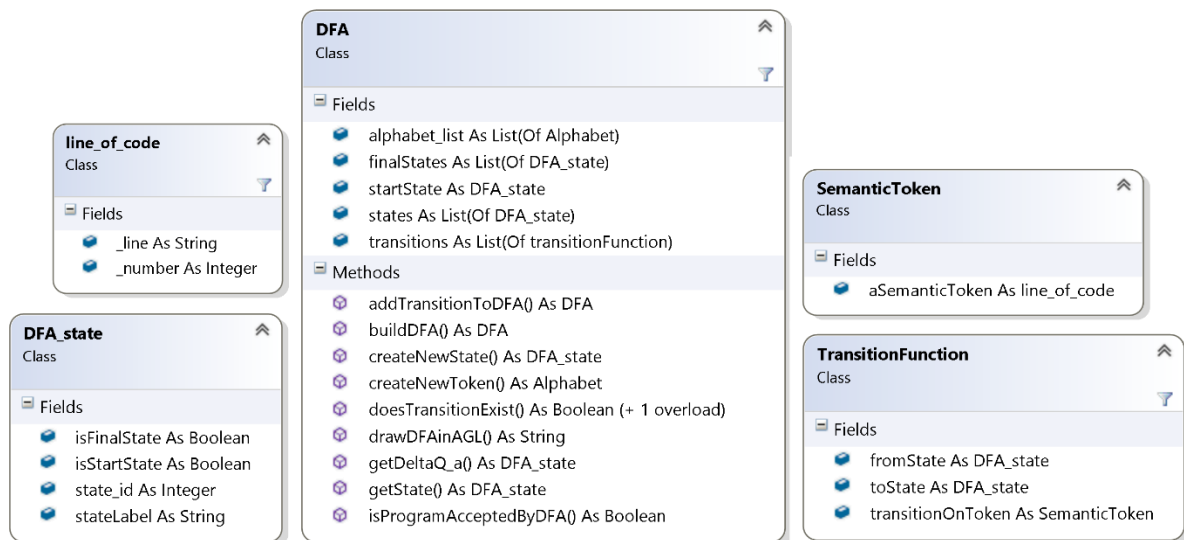 line_of_code
Class
Fields
_line As String
_number As Integer
DFA_state
Class
Fields
isFinalState As Boolean
isStartState As Boolean
state_id As Integer
stateLabel As String
DFA
Class
Fields
alphabet_list As List(Of Alphabet)
finalStates As List(Of DFA_state)
startState As DFA_state
states As List(Of DFA_state)
transitions As List(Of transitionFunction)
Methods
addTransitionToDFA() As DFA
buildDFA() As DFA
createNewState() As DFA_state
createNewToken() As Alphabet
doesTransitionExist() As Boolean (+ 1 overload)
drawDFAinAGL() As String
getDeltaQ_a() As DFA_state
getState() As DFA_state
isProgramAcceptedByDFA() As Boolean
SemanticToken
Class
Fields
aSemanticToken As line_of_code
TransitionFunction
Class
Fields
fromState As DFA_state
toState As DFA_state
transitionOnToken As SemanticToken